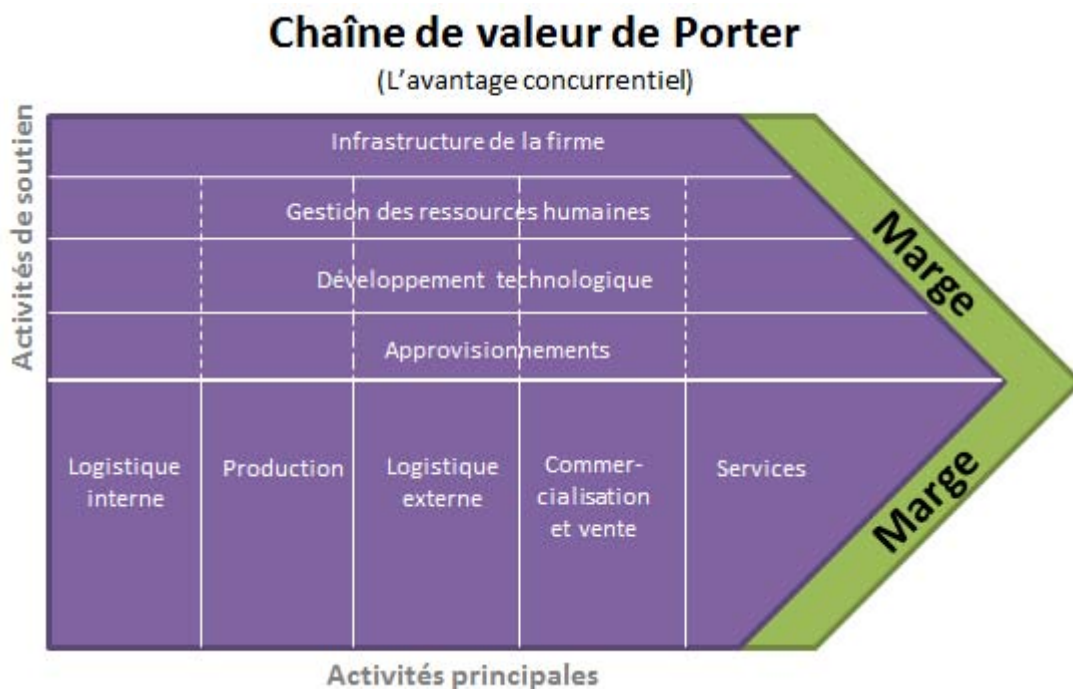 Chaîne de valeur de Porter
(L'avantage concurrentiel)
Activités de soutien
Infrastructure de la firme
Gestion des ressources humaines
Développement technologique
Approvisionnements
Marge
Logistique
interne
Production
Logistique
externe
Commer-
cialisation
et vente
Services
Marge
Activités principales